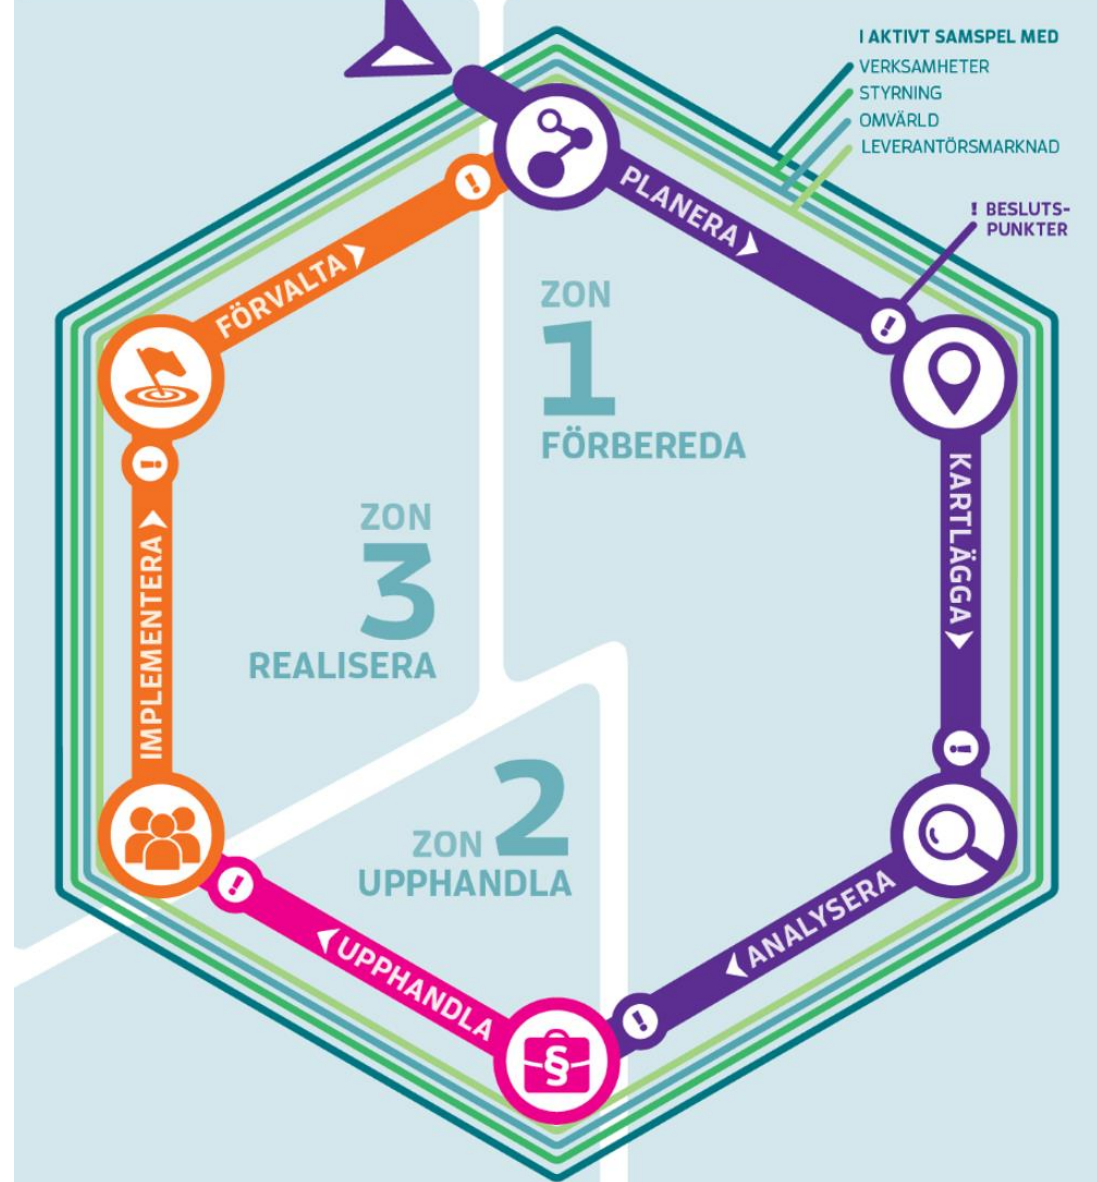 I AKTIVT SAMSPEL MED
VERKSAMHETER
STYRNING
OMVÄRLD
LEVERANTÖRSMARKNAD
! BESLUTS-
PUNKTER
!
PLANERA
!
FÖRVALTA
ZON
1
FÖRBEREDA
!
KARTLÄGGA
ZON
3
REALISERA
IMPLEMENTERA
!
ZON 2
UPPHANDLA
!
UPPHANDLA
ANALYSERA
!
§